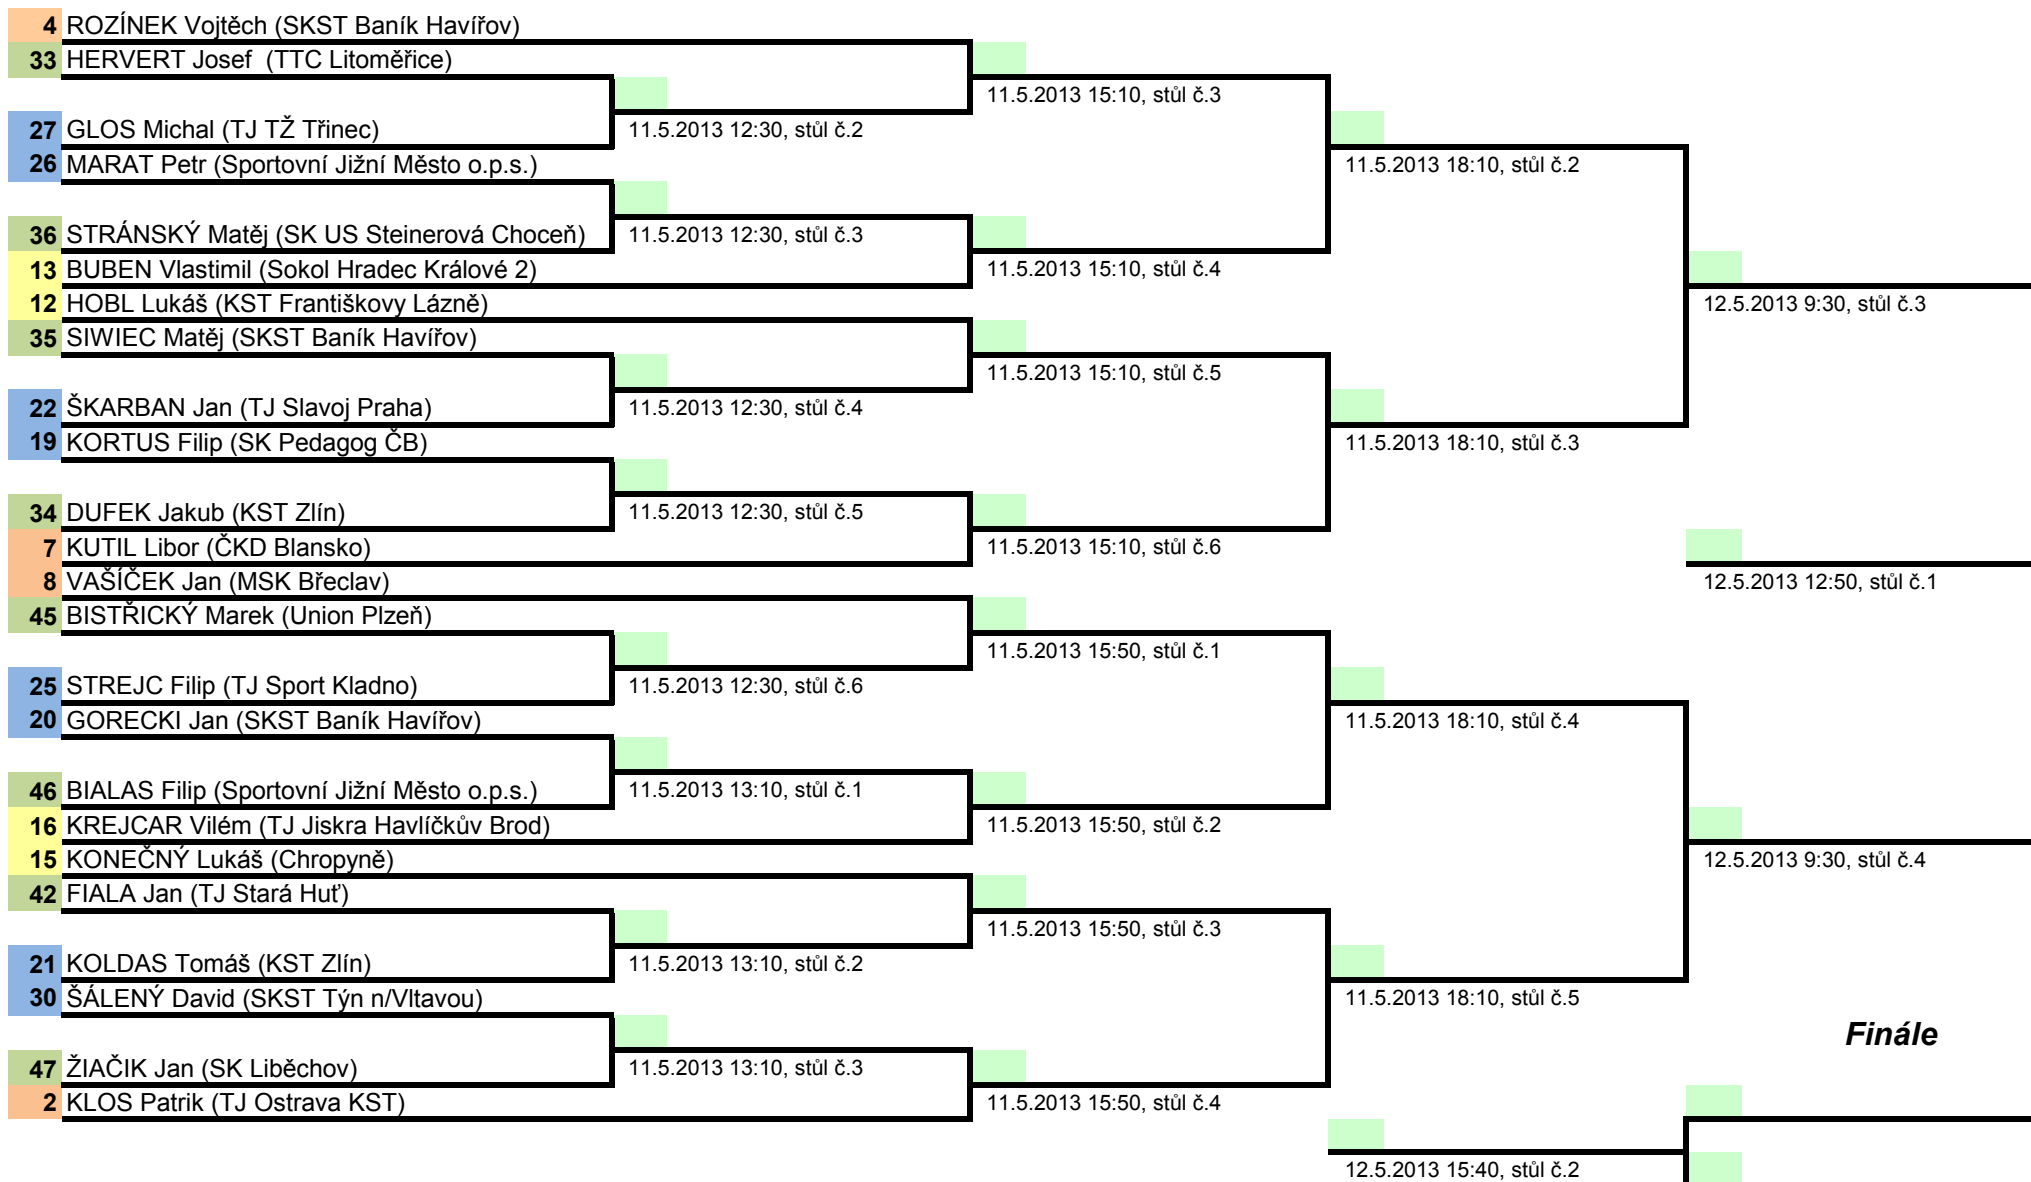 4 ROZÍNEK Vojtěch (SKST Baník Havířov)
33 HERVERT Josef  (TTC Litoměřice)
11.5.2013 15:10, stůl č.3
27 GLOS Michal (TJ TŽ Třinec)
11.5.2013 12:30, stůl č.2
26 MARAT Petr (Sportovní Jižní Město o.p.s.)
11.5.2013 18:10, stůl č.2
36 STRÁNSKÝ Matěj (SK US Steinerová Choceň)
11.5.2013 12:30, stůl č.3
13 BUBEN Vlastimil (Sokol Hradec Králové 2)
11.5.2013 15:10, stůl č.4
12 HOBL Lukáš (KST Františkovy Lázně)
12.5.2013 9:30, stůl č.3
35 SIWIEC Matěj (SKST Baník Havířov)
11.5.2013 15:10, stůl č.5
22 ŠKARBAN Jan (TJ Slavoj Praha)
11.5.2013 12:30, stůl č.4
19 KORTUS Filip (SK Pedagog ČB)
11.5.2013 18:10, stůl č.3
34 DUFEK Jakub (KST Zlín)
11.5.2013 12:30, stůl č.5
7 KUTIL Libor (ČKD Blansko)
11.5.2013 15:10, stůl č.6
8 VAŠÍČEK Jan (MSK Břeclav)
12.5.2013 12:50, stůl č.1
45 BISTŘICKÝ Marek (Union Plzeň)
11.5.2013 15:50, stůl č.1
25 STREJC Filip (TJ Sport Kladno)
11.5.2013 12:30, stůl č.6
20 GORECKI Jan (SKST Baník Havířov)
11.5.2013 18:10, stůl č.4
46 BIALAS Filip (Sportovní Jižní Město o.p.s.)
11.5.2013 13:10, stůl č.1
16 KREJCAR Vilém (TJ Jiskra Havlíčkův Brod)
11.5.2013 15:50, stůl č.2
15 KONEČNÝ Lukáš (Chropyně)
12.5.2013 9:30, stůl č.4
42 FIALA Jan (TJ Stará Huť)
11.5.2013 15:50, stůl č.3
21 KOLDAS Tomáš (KST Zlín)
11.5.2013 13:10, stůl č.2
30 ŠÁLENÝ David (SKST Týn n/Vltavou)
11.5.2013 18:10, stůl č.5
Finále
47 ŽIAČIK Jan (SK Liběchov)
11.5.2013 13:10, stůl č.3
2 KLOS Patrik (TJ Ostrava KST)
11.5.2013 15:50, stůl č.4
12.5.2013 15:40, stůl č.2